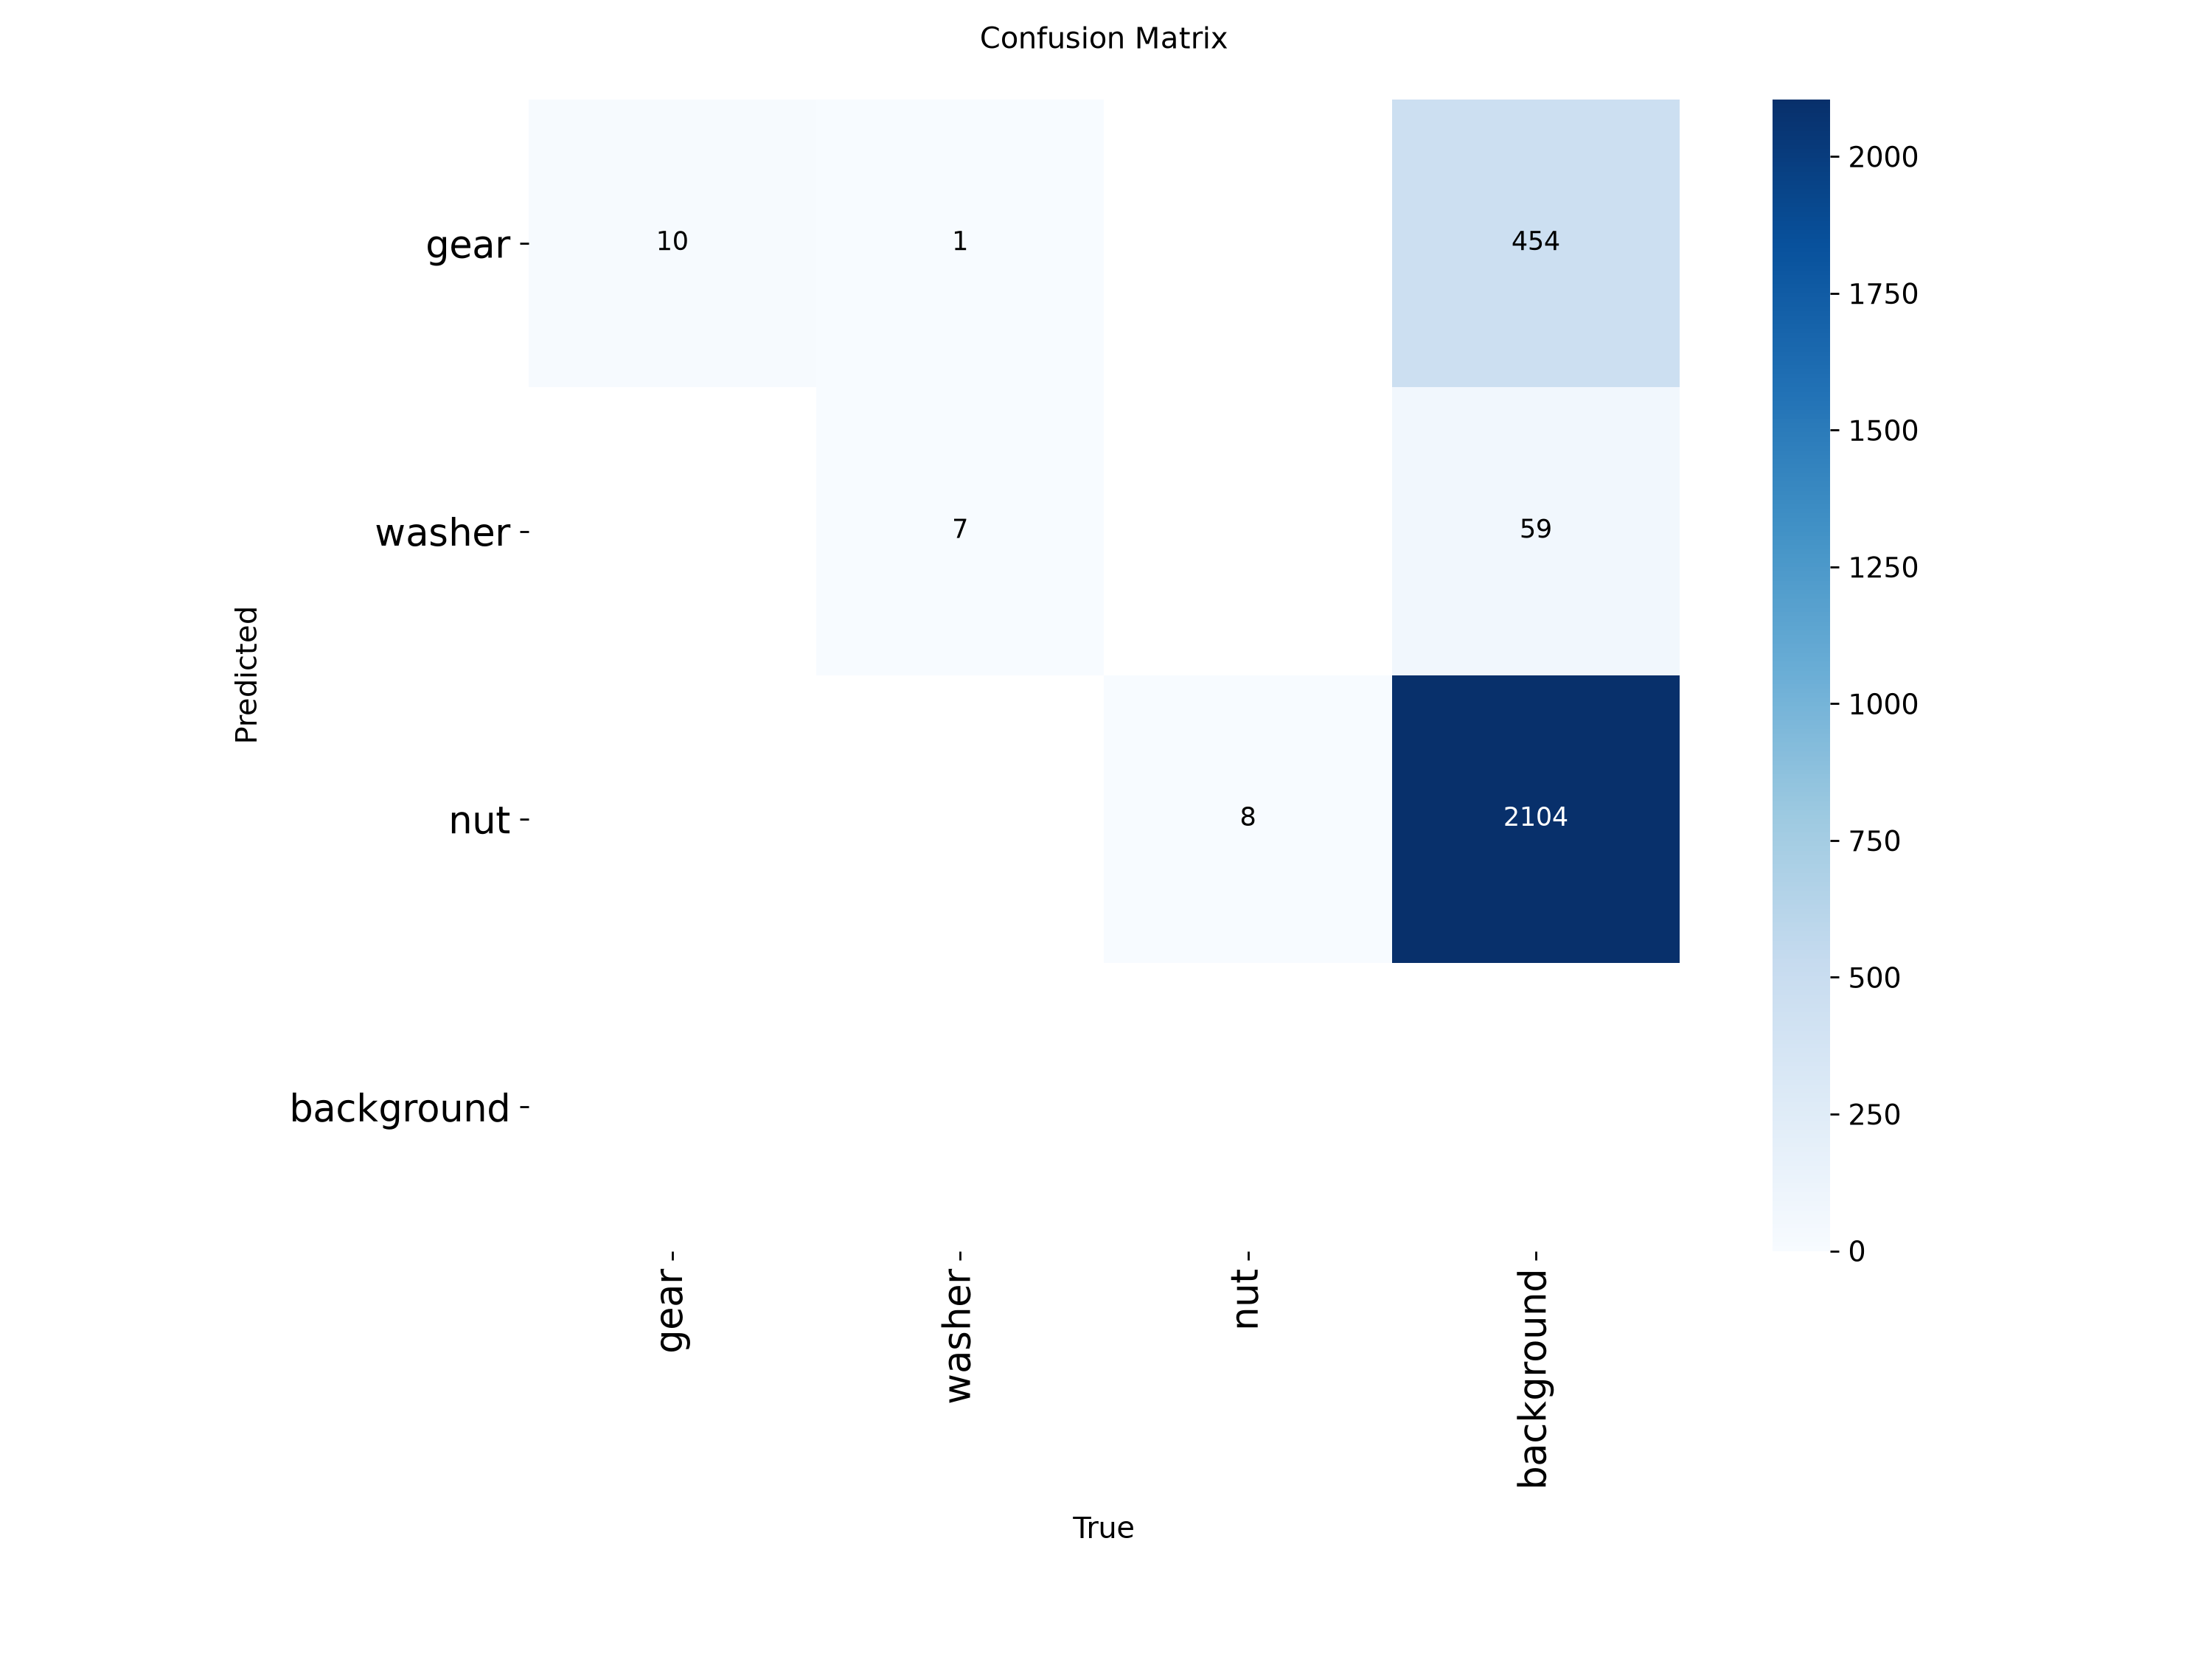 Confusion Matrix
gear
10
1
454
washer
7
59
nut
8
2104
background
Predicted
gear
washer
nut
background
True
2000
1750
1500
1250
1000
750
500
250
0